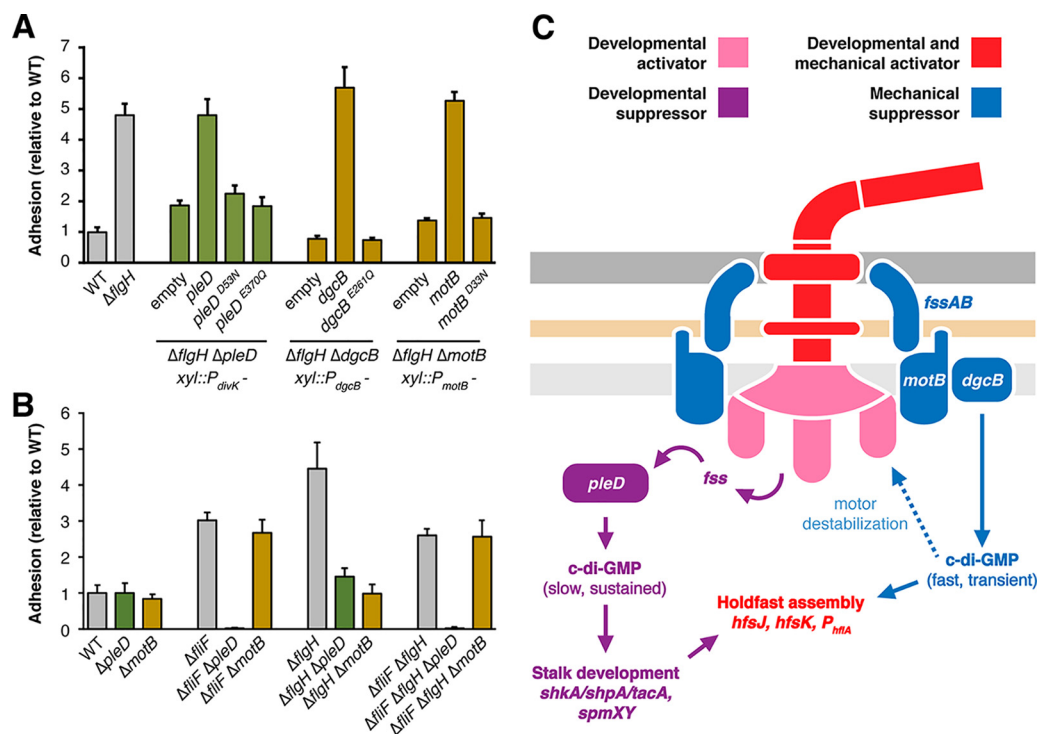 A
Adhesion (relative to WT)
7
6
5
4
3
2
1
0
WT
ΔflgH
empty
pleD
pleD D53N
pleD E370Q
empty
dgcB
dgcB E261Q
empty
motB
motB D33N
ΔflgH ΔpleD
xyl::PdivK-
ΔflgH ΔdgcB
xyl::PdgcB-
ΔflgH ΔmotB
xyl::PmotB-
B
Adhesion (relative to WT)
6
5
4
3
2
1
0
WT
ΔpleD
ΔmotB
ΔfliF
ΔfliF ΔpleD
ΔfliF ΔmotB
ΔflgH
ΔflgH ΔpleD
ΔflgH ΔmotB
ΔfliF ΔflgH
ΔfliF ΔflgH ΔpleD
ΔfliF ΔflgH ΔmotB
C
Developmental
activator
Developmental and
mechanical activator
Developmental
suppressor
Mechanical
suppressor
fssAB
motB
dgcB
pleD
fss
motor
destabilization
c-di-GMP
(slow, sustained)
c-di-GMP
(fast, transient)
Holdfast assembly
hfsJ, hfsK, PhflA
Stalk development
shkA/shpA/tacA,
spmXY